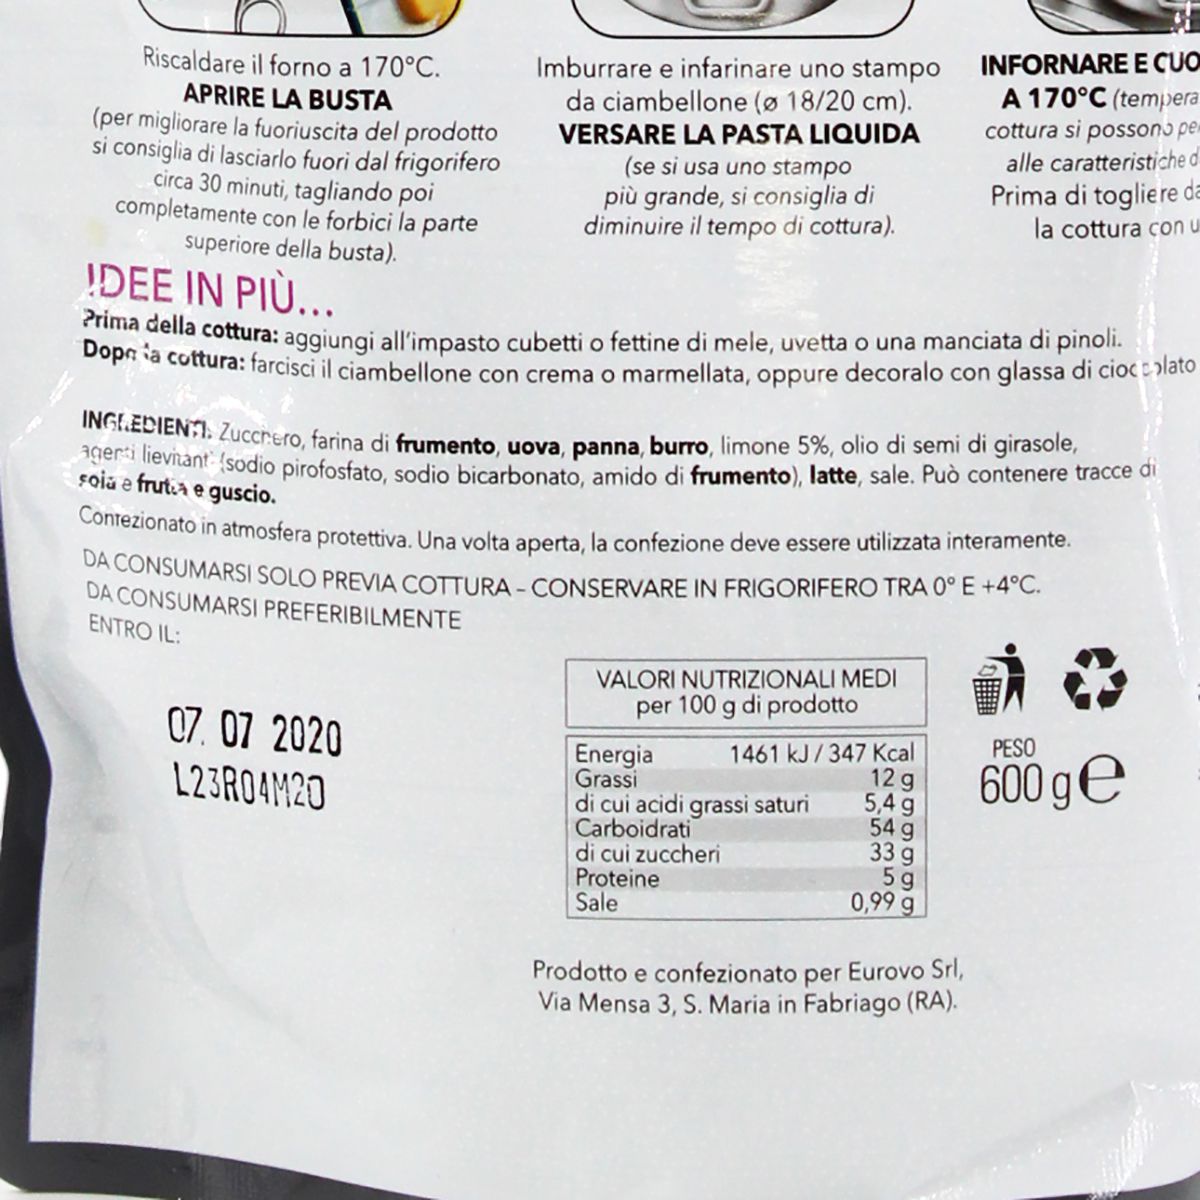 Riscaldare il forno a 170°C.
APRIRE LA BUSTA
(per migliorare la fuoriuscita del prodotto
si consiglia di lasciarlo fuori dal frigorifero
circa 30 minuti, tagliando poi
completamente con le forbici la parte
superiore della busta).
Imburrare e infarinare uno stampo
da ciambellone (ø 18/20 cm).
VERSARE LA PASTA LIQUIDA
(se si usa uno stampo
più grande, si consiglia di
diminuire il tempo di cottura).
INFORNARE E CUO
A 170°C (tempera
cottura si possono pe
alle caratteristiche d
Prima di togliere da
la cottura con u
IDEE IN PIÙ...
Prima della cottura: aggiungi all'impasto cubetti o fettine di mele, uvetta o una manciata di pinoli.
Dopo la cottura: farcisci il ciambellone con crema o marmellata, oppure decoralo con glassa di cioccolato
INGREDIENTI: Zucchero, farina di frumento, uova, panna, burro, limone 5%, olio di semi di girasole,
agenti lievitanti (sodio pirofosfato, sodio bicarbonato, amido di frumento), latte, sale. Può contenere tracce di
soia e frutta e guscio.
Confezionato in atmosfera protettiva. Una volta aperta, la confezione deve essere utilizzata interamente.
DA CONSUMARSI SOLO PREVIA COTTURA - CONSERVARE IN FRIGORIFERO TRA 0° E +4°C.
DA CONSUMARSI PREFERIBILMENTE
ENTRO IL:
07. 07 2020
L23R04M20
VALORI NUTRIZIONALI MEDI
per 100 g di prodotto
Energia 1461 kJ / 347 Kcal
Grassi 12 g
di cui acidi grassi saturi 5,4 g
Carboidrati 54 g
di cui zuccheri 33 g
Proteine 5 g
Sale 0,99 g
PESO
600 g e
Prodotto e confezionato per Eurovo Srl,
Via Mensa 3, S. Maria in Fabriago (RA).